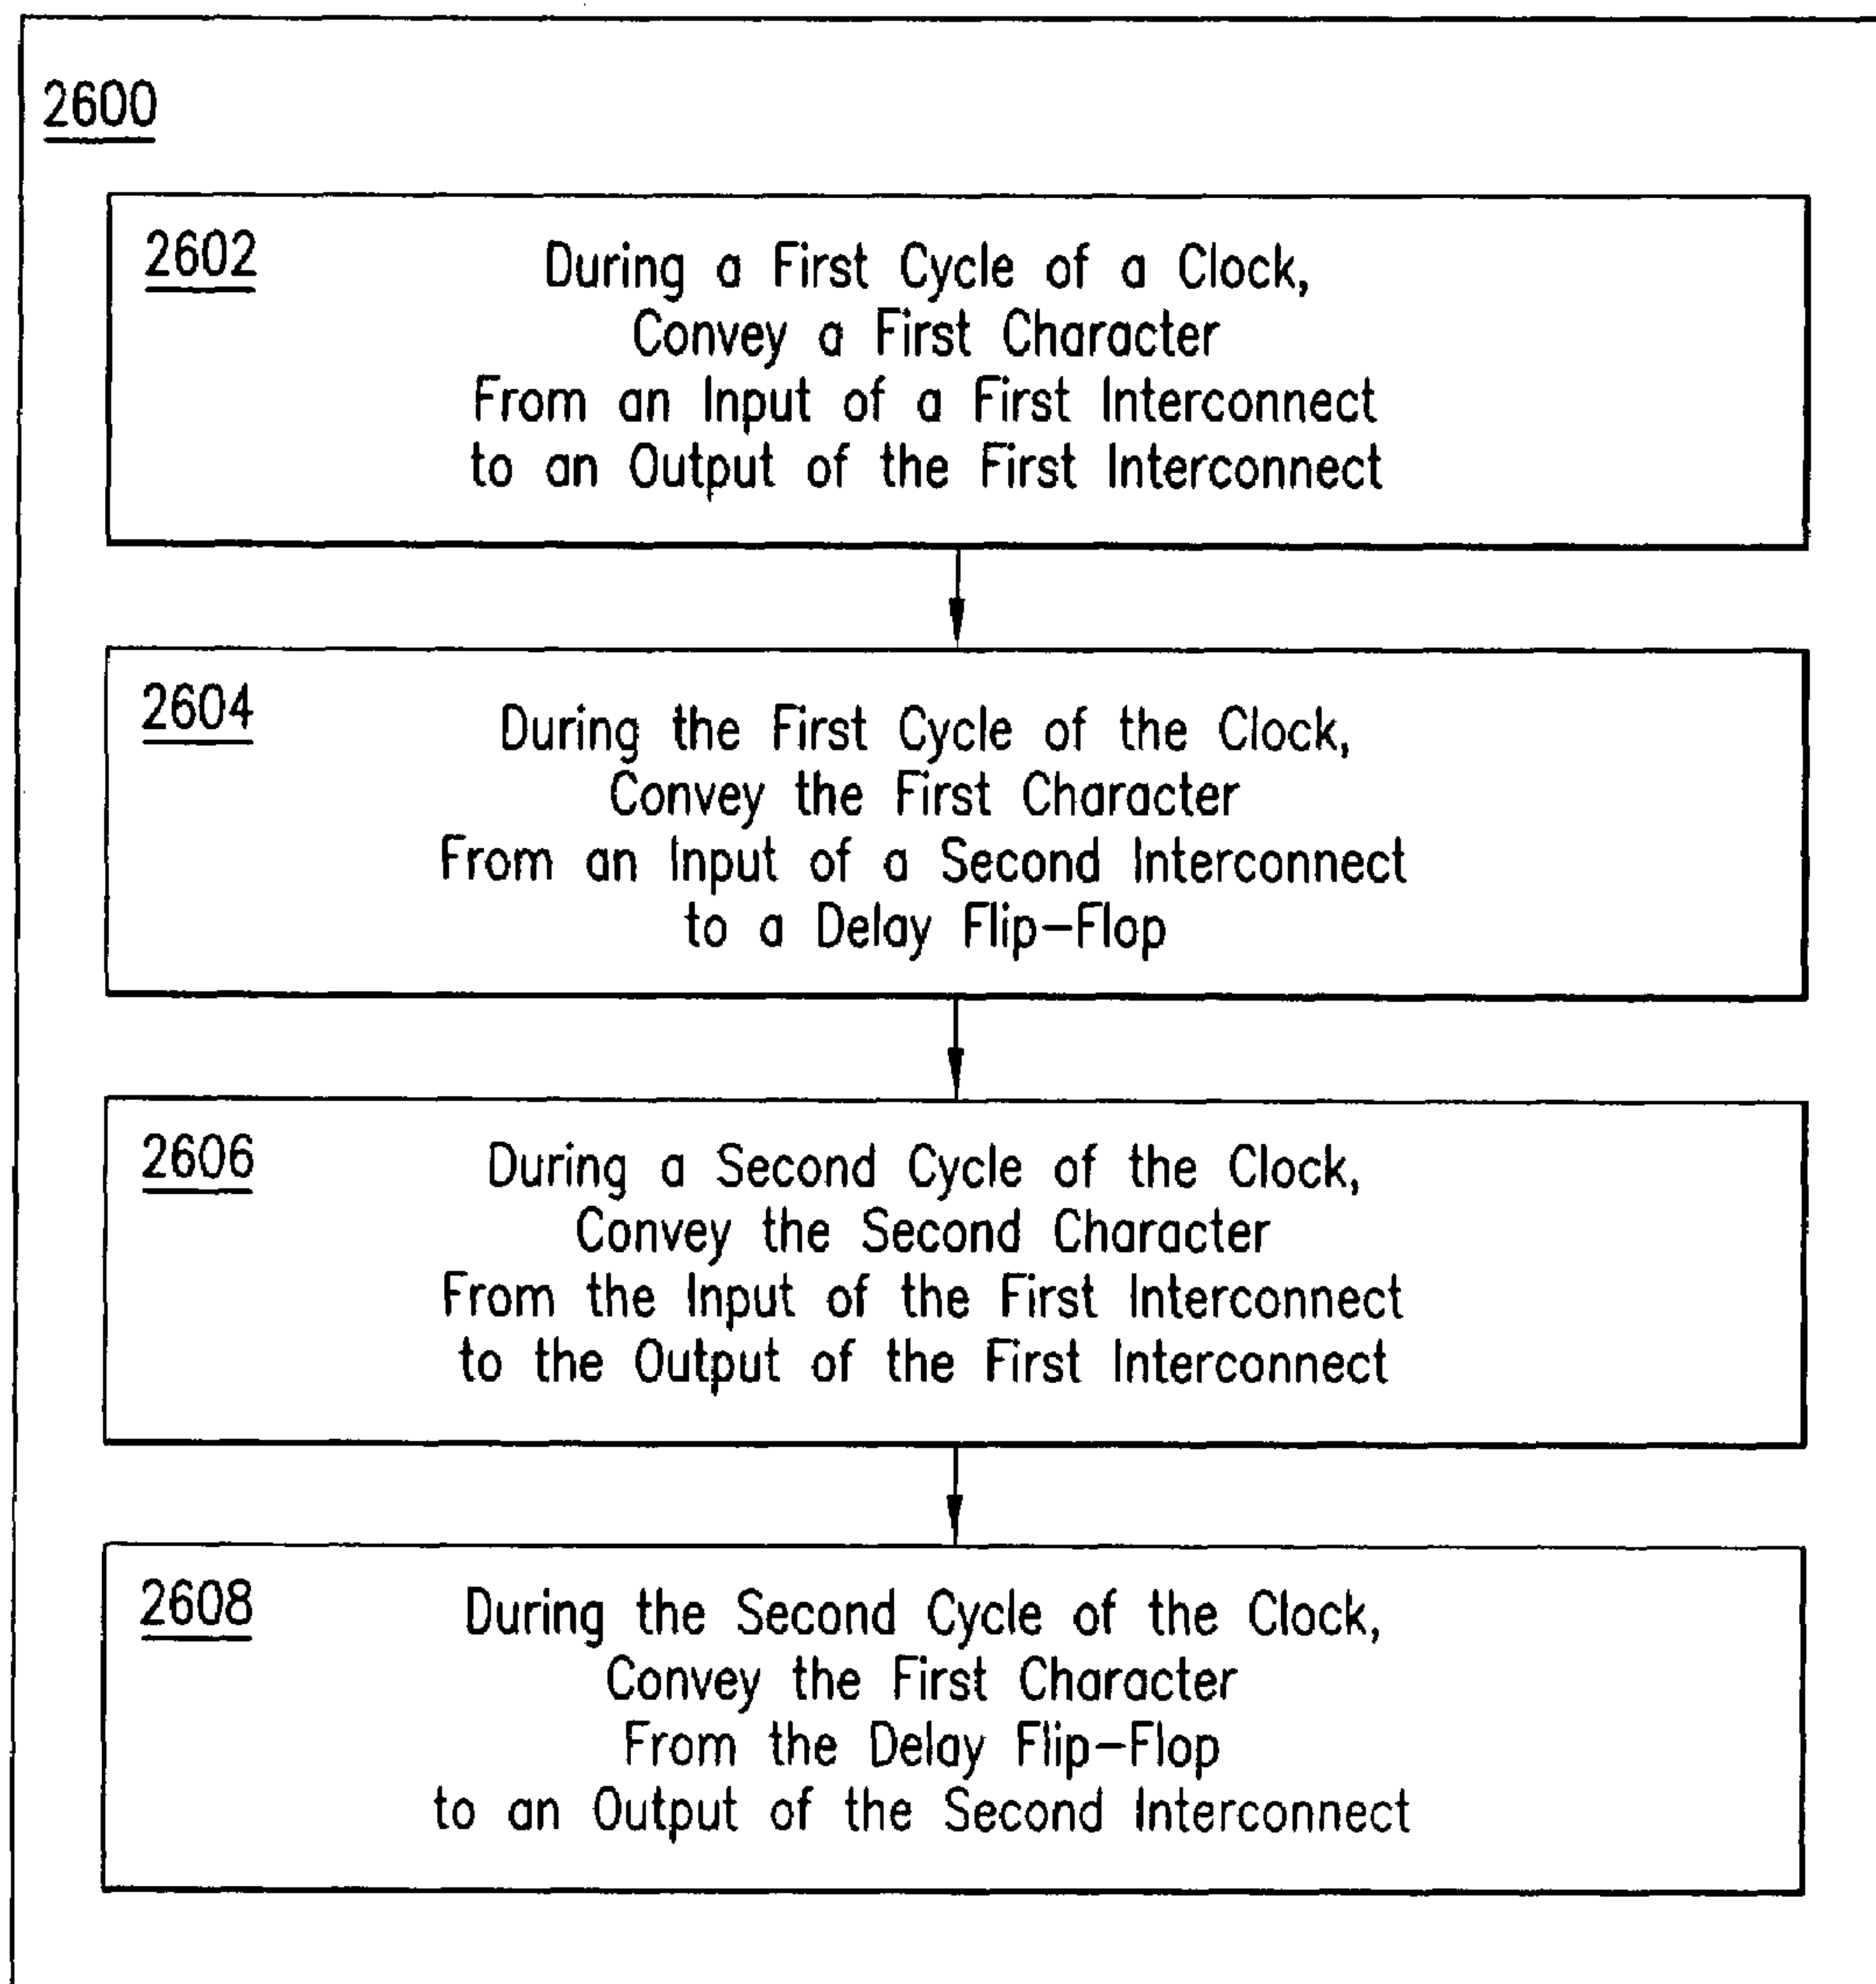 2600
2602
During a First Cycle of a Clock,
Convey a First Character
From an Input of a First Interconnect
to an Output of the First Interconnect
2604
During the First Cycle of the Clock,
Convey the First Character
From an Input of a Second Interconnect
to a Delay Flip-Flop
2606
During a Second Cycle of the Clock,
Convey the Second Character
From the Input of the First Interconnect
to the Output of the First Interconnect
2608
During the Second Cycle of the Clock,
Convey the First Character
From the Delay Flip-Flop
to an Output of the Second Interconnect